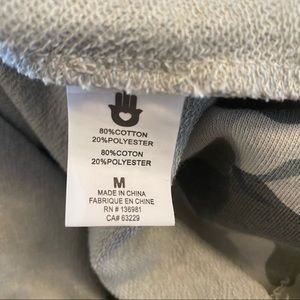 80%COTTON
20%POLYESTER
80%COTON
20%POLYESTER
M
MADE IN CHINA
FABRIQUE EN CHINE
RN # 136981
CA# 63229